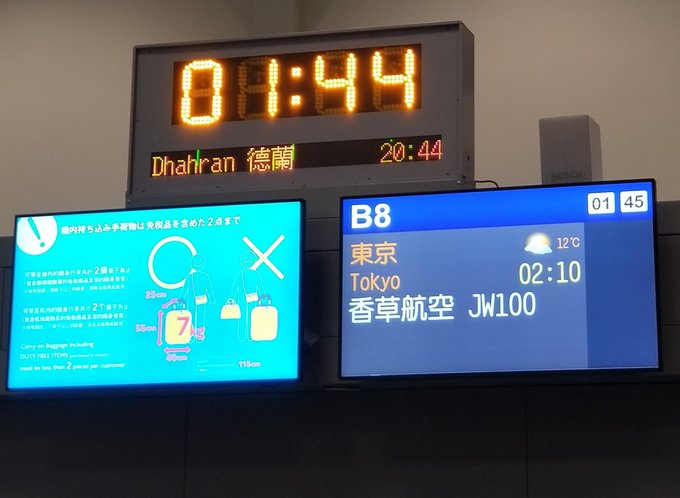 01:44
Dhahran 德蘭 20:44
BOSCH
!
機内持ち込み手荷物は免税品を含めた2点まで
25cm
55cm
7kg
40cm
115cm
Carry-on Baggage including
DUTY FREE ITEMS
must be less than 2 pieces per customer
B8 01 45
東京 12℃
Tokyo 02:10
香草航空 JW100